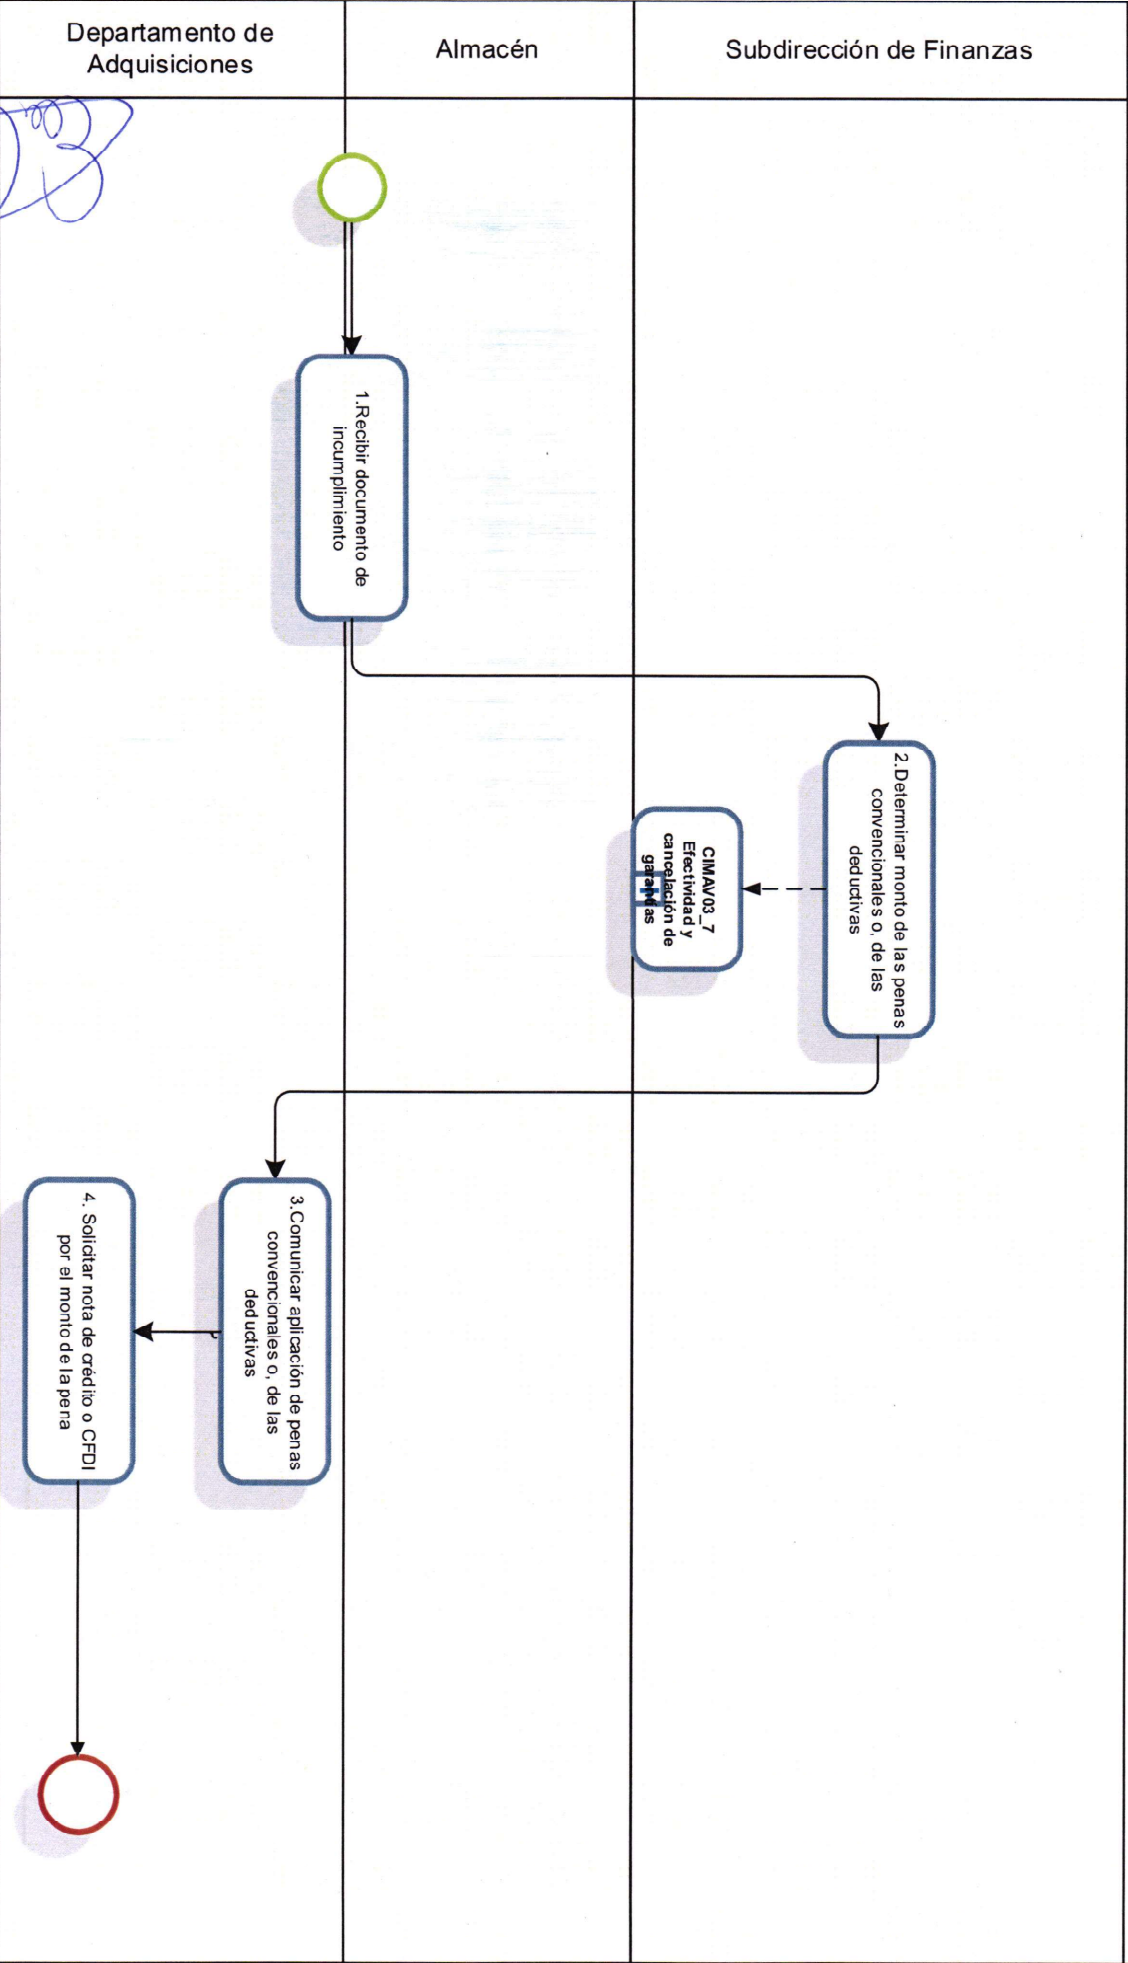 Departamento de
Adquisiciones
Almacén
Subdirección de Finanzas
1.Recibir documento de
incumplimiento
2.Determinar monto de las penas
convencionales o, de las
deductivas
CIMAV03_7
Efectividad y
cancelación de
garantías
3.Comunicar aplicación de penas
convencionales o, de las
deductivas
4. Solicitar nota de crédito o CFDI
por el monto de la pena